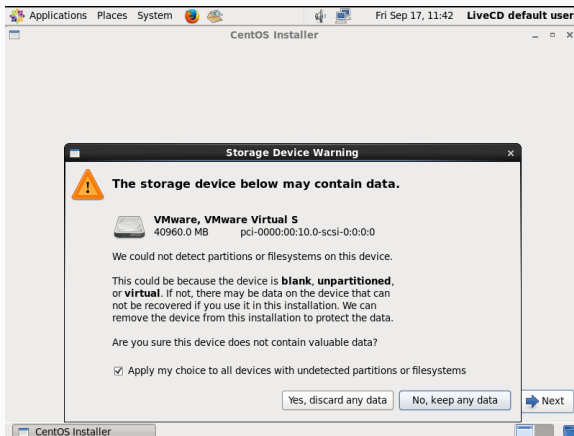 Applications Places System Fri Sep 17, 11:42 LiveCD default user
CentOS Installer
Storage Device Warning
The storage device below may contain data.
VMware, VMware Virtual S
40960.0 MB pci-0000:00:10.0-scsi-0:0:0:0
We could not detect partitions or filesystems on this device.
This could be because the device is blank, unpartitioned,
or virtual. If not, there may be data on the device that can
not be recovered if you use it in this installation. We can
remove the device from this installation to protect the data.
Are you sure this device does not contain valuable data?
Apply my choice to all devices with undetected partitions or filesystems
Yes, discard any data No, keep any data Next
CentOS Installer